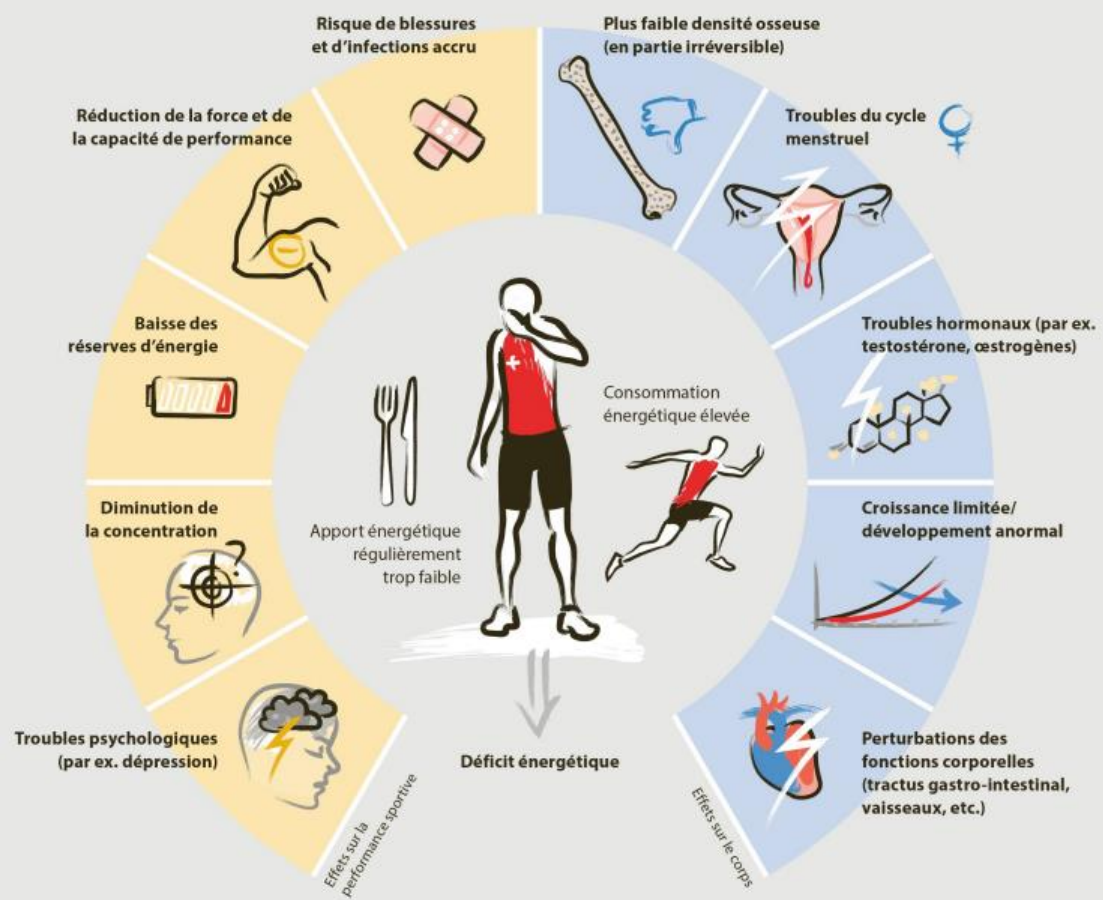 Risque de blessures
et d’infections accru
Plus faible densité osseuse
(en partie irréversible)
Réduction de la force et de
la capacité de performance
Troubles du cycle
menstruel
Baisse des
réserves d’énergie
Troubles hormonaux (par ex.
testostérone, œstrogènes)
Consommation
énergétique élevée
Apport énergétique
régulièrement
trop faible
Diminution de
la concentration
?
Croissance limitée/
développement anormal
Troubles psychologiques
(par ex. dépression)
Déficit énergétique
Perturbations des
fonctions corporelles
(tractus gastro-intestinal,
vaisseaux, etc.)
Effets sur la
performance sportive
Effets sur le corps